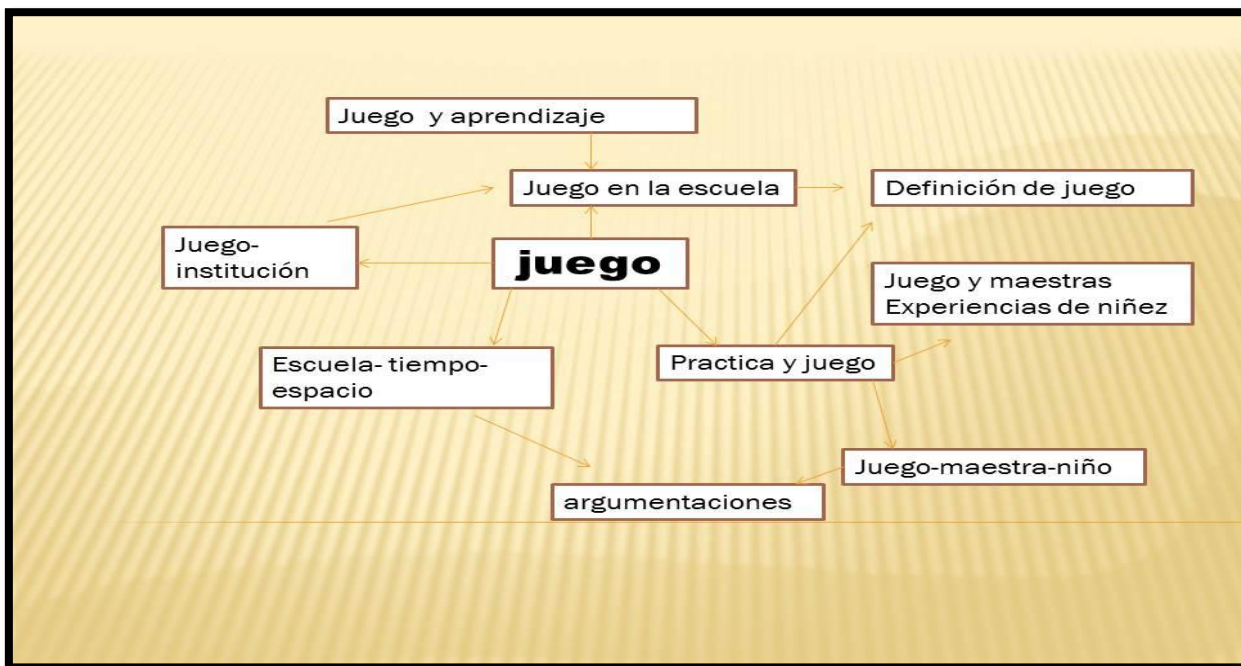 Juego y aprendizaje
Juego en la escuela
Definición de juego
Juego-
institución
juego
Juego y maestras
Experiencias de niñez
Escuela- tiempo-
espacio
Practica y juego
Juego-maestra-niño
argumentaciones